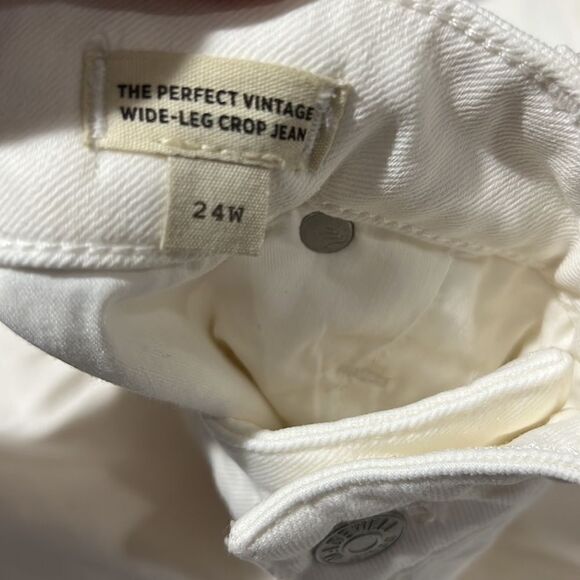 THE PERFECT VINTAGE
WIDE-LEG CROP JEAN
24W